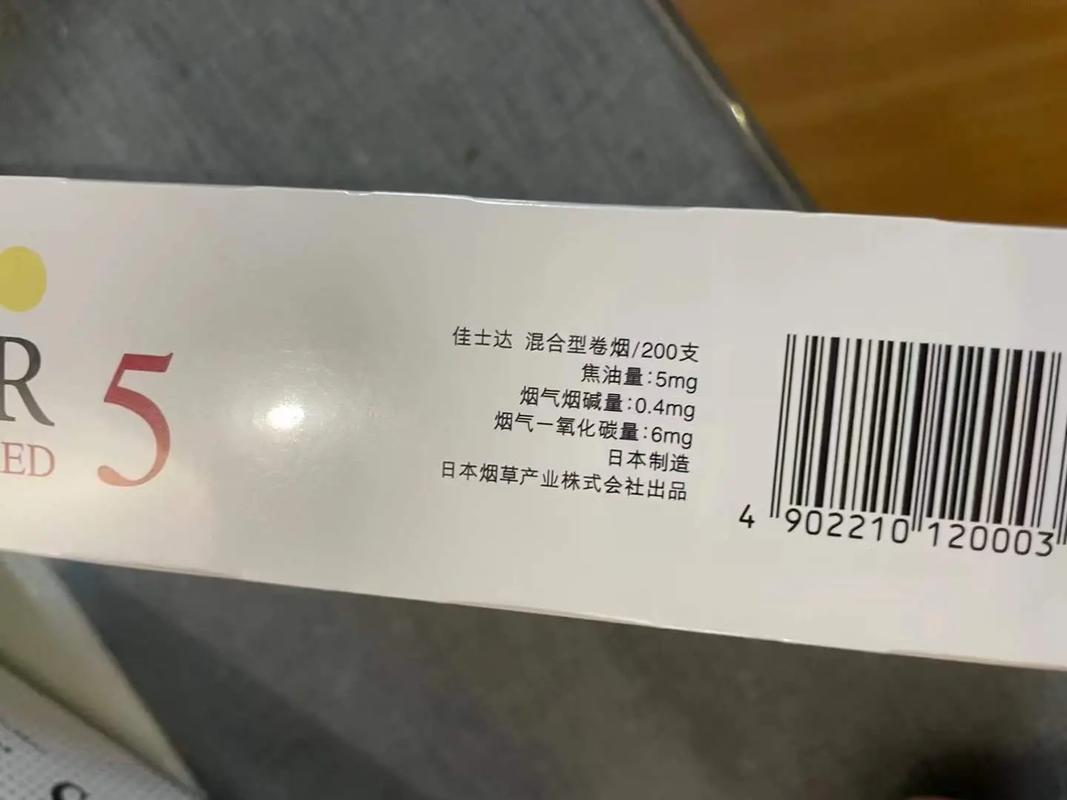 R
ED
5
佳士达 混合型卷烟/200支
焦油量:5mg
烟气烟碱量:0.4mg
烟气一氧化碳量:6mg
日本制造
日本烟草产业株式会社出品
4 902210 120003